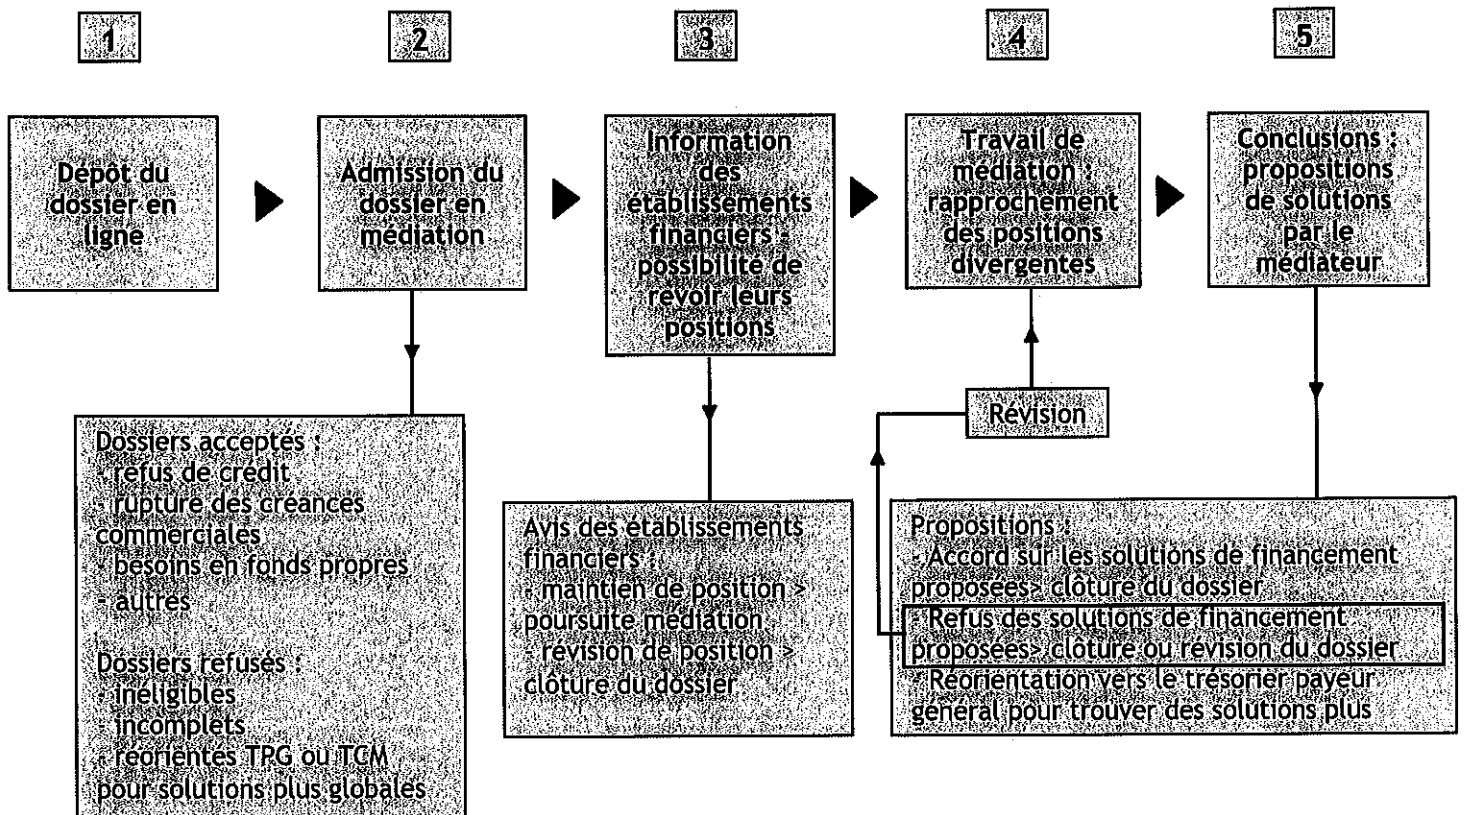 1
2
3
4
5
Dépôt du
dossier en
ligne
Admission du
dossier en
médiation
Information
des
établissements
financiers -
possibilité de
revoir leurs
positions
Travail de
médiation :
rapprochement
des positions
divergentes
Conclusions :
propositions
de solutions
par le
médiateur
Révision
Dossiers acceptés :
- refus de crédit
- rupture des créances
commerciales
- besoins en fonds propres
- autres
Dossiers refusés :
- inéligibles
- incomplets
- réorientés TPG ou TCM
pour solutions plus globales
Avis des établissements
financiers :
- maintien de position >
poursuite médiation
- révision de position >
clôture du dossier
Propositions :
- Accord sur les solutions de financement
proposées> clôture du dossier
- Refus des solutions de financement
proposées> clôture ou révision du dossier
- Réorientation vers le trésorier payeur
général pour trouver des solutions plus